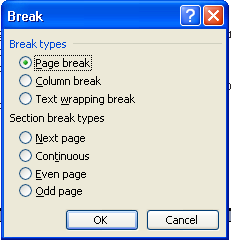 Break
Break types
Page break
Column break
Text wrapping break
Section break types
Next page
Continuous
Even page
Odd page
OK Cancel